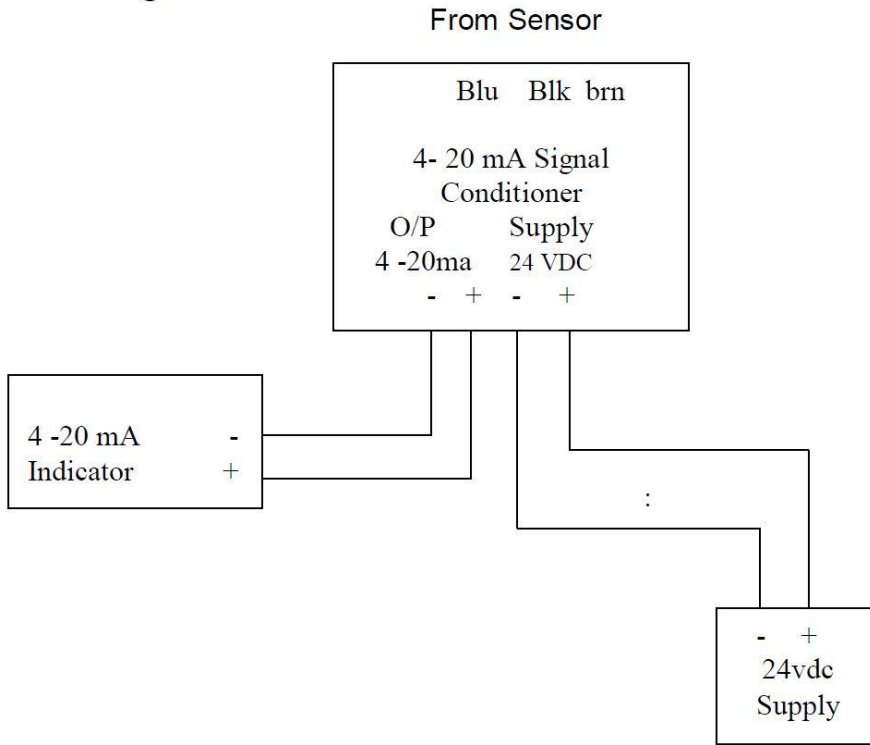 From Sensor
Blu Blk brn
4- 20 mA Signal
Conditioner
O/P Supply
4 -20ma 24 VDC
- + - +
4 -20 mA -
Indicator +
:
- +
24vdc
Supply